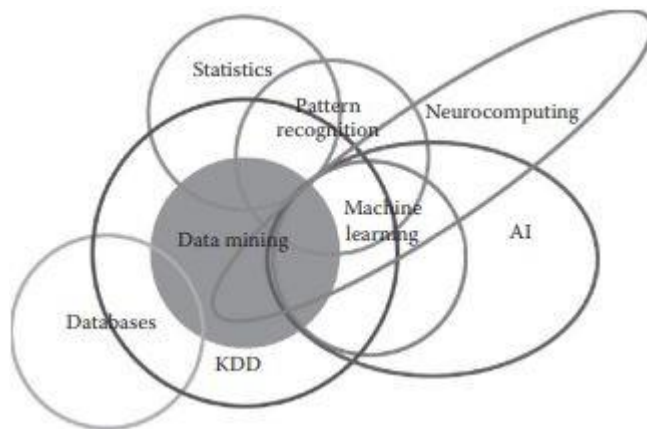 Statistics
Pattern
recognition
Neurocomputing
Machine
learning
Data mining
AI
Databases
KDD